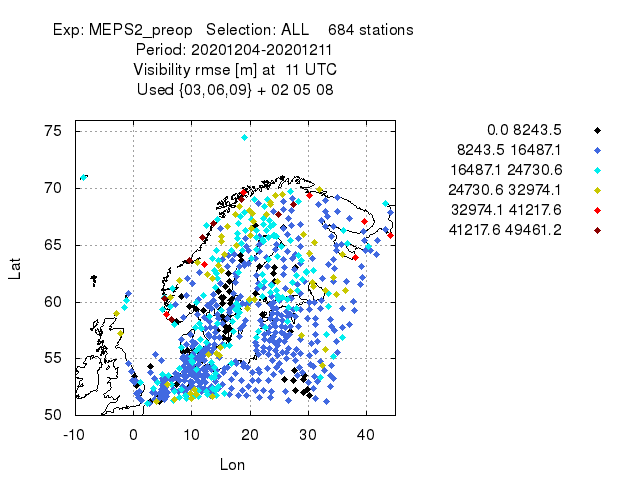 Exp: MEPS2_preop   Selection: ALL    684 stations
Period: 20201204-20201211
Visibility rmse [m] at  11 UTC
Used {03,06,09} + 02 05 08
0.0 8243.5
8243.5 16487.1
16487.1 24730.6
24730.6 32974.1
32974.1 41217.6
41217.6 49461.2
75
70
65
60
55
50
Lat
-10 0 10 20 30 40
Lon